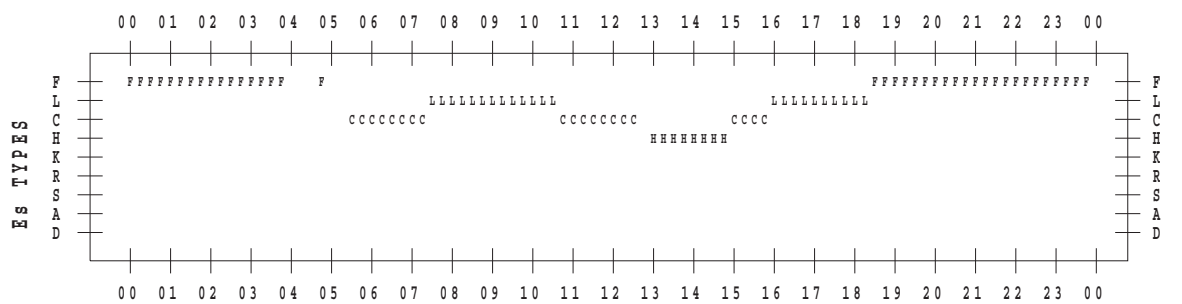 00 01 02 03 04 05 06 07 08 09 10 11 12 13 14 15 16 17 18 19 20 21 22 23 00
F FFFFFFFFFFFFFFFF F FFFFFFFFFFFFFFFFFFFFFF F
L LLLLLLLLLLLLL LLLLLLLLLL L
C CCCCCCCC CCCCCCCC CCCC C
H HHHHHHHH H
K K
R R
S S
A A
D D
Es TYPES
00 01 02 03 04 05 06 07 08 09 10 11 12 13 14 15 16 17 18 19 20 21 22 23 00